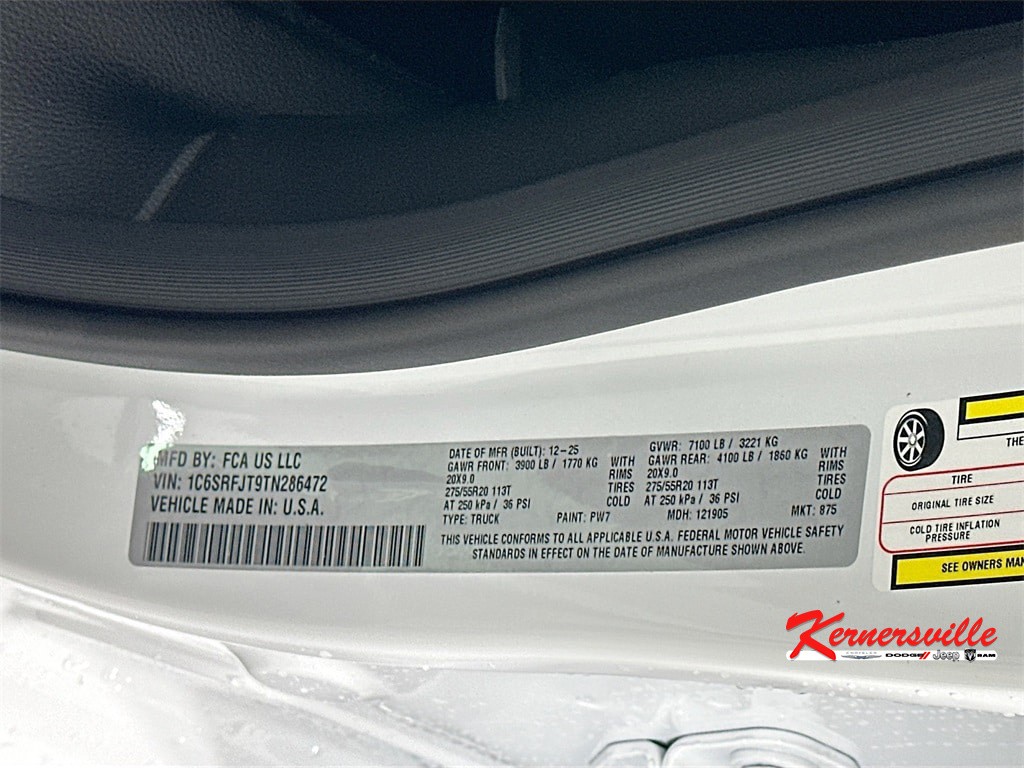 MFD BY: FCA US LLC
VIN: 1C6SRFJT9TN286472
VEHICLE MADE IN: U.S.A.
DATE OF MFR (BUILT): 12-25
GAWR FRONT: 3900 LB / 1770 KG WITH
20X9.0 RIMS
275/55R20 113T TIRES
AT 250 kPa / 36 PSI COLD
GVWR: 7100 LB / 3221 KG
GAWR REAR: 4100 LB / 1860 KG WITH
20X9.0 RIMS
275/55R20 113T TIRES
AT 250 kPa / 36 PSI COLD
TYPE: TRUCK PAINT: PW7 MDH: 121905 MKT: 875
THIS VEHICLE CONFORMS TO ALL APPLICABLE U.S.A. FEDERAL MOTOR VEHICLE SAFETY
STANDARDS IN EFFECT ON THE DATE OF MANUFACTURE SHOWN ABOVE.
THE
TIRE
ORIGINAL TIRE SIZE
COLD TIRE INFLATION
PRESSURE
SEE OWNERS MAN
Kernersville
CHRYSLER DODGE Jeep RAM